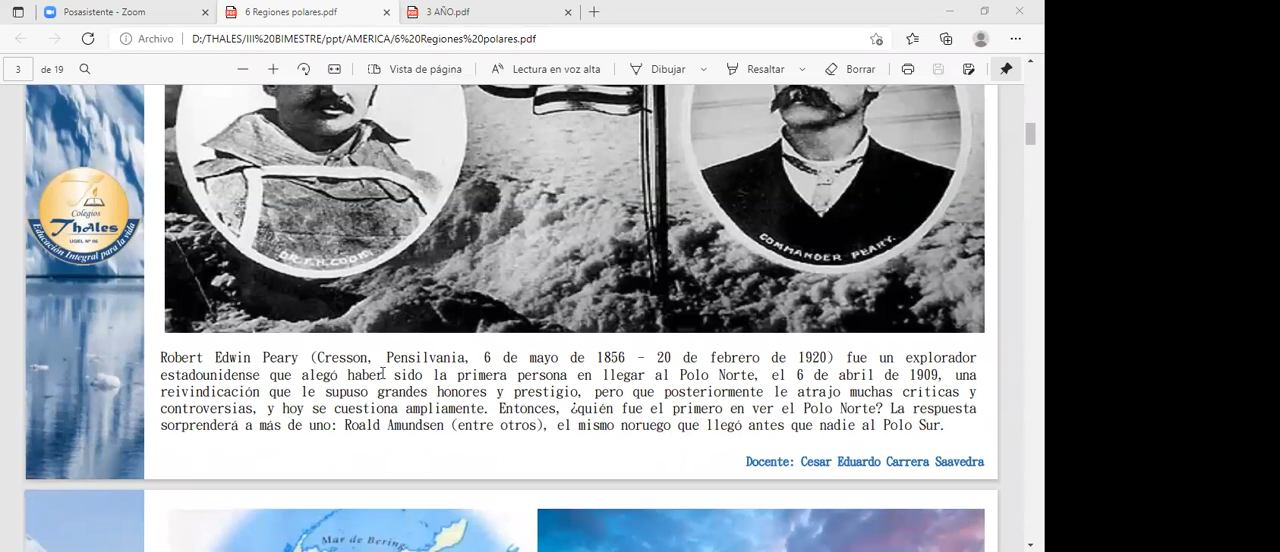 Posasistente - Zoom
6 Regiones polares.pdf
3 AÑO.pdf
Archivo
D:/THALES/III%20BIMESTRE/ppt/AMERICA/6%20Regiones%20polares.pdf
3
de 19
Vista de página
Lectura en voz alta
Dibujar
Resaltar
Borrar
DR. F. H. COOK.
COMMANDER PEARY.
Colegios
Thales
UGEL Nº 06
Educación Integral para la vida
Robert Edwin Peary (Cresson, Pensilvania, 6 de mayo de 1856 - 20 de febrero de 1920) fue un explorador
estadounidense que alegó haber sido la primera persona en llegar al Polo Norte, el 6 de abril de 1909, una
reivindicación que le supuso grandes honores y prestigio, pero que posteriormente le atrajo muchas criticas y
controversias, y hoy se cuestiona ampliamente. Entonces, ¿quién fue el primero en ver el Polo Norte? La respuesta
sorprenderá a más de uno: Roald Amundsen (entre otros), el mismo noruego que llegó antes que nadie al Polo Sur.
Docente: Cesar Eduardo Carrera Saavedra
Mar de Bering